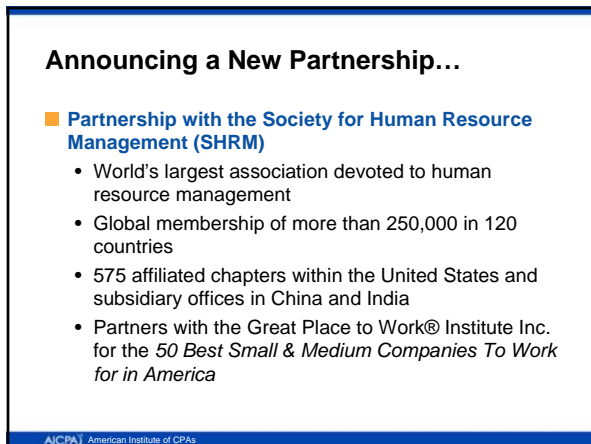 Announcing a New Partnership…
Partnership with the Society for Human Resource
Management (SHRM)
• World's largest association devoted to human
resource management
• Global membership of more than 250,000 in 120
countries
• 575 affiliated chapters within the United States and
subsidiary offices in China and India
• Partners with the Great Place to Work® Institute Inc.
for the 50 Best Small & Medium Companies To Work
for in America
AICPA American Institute of CPAs